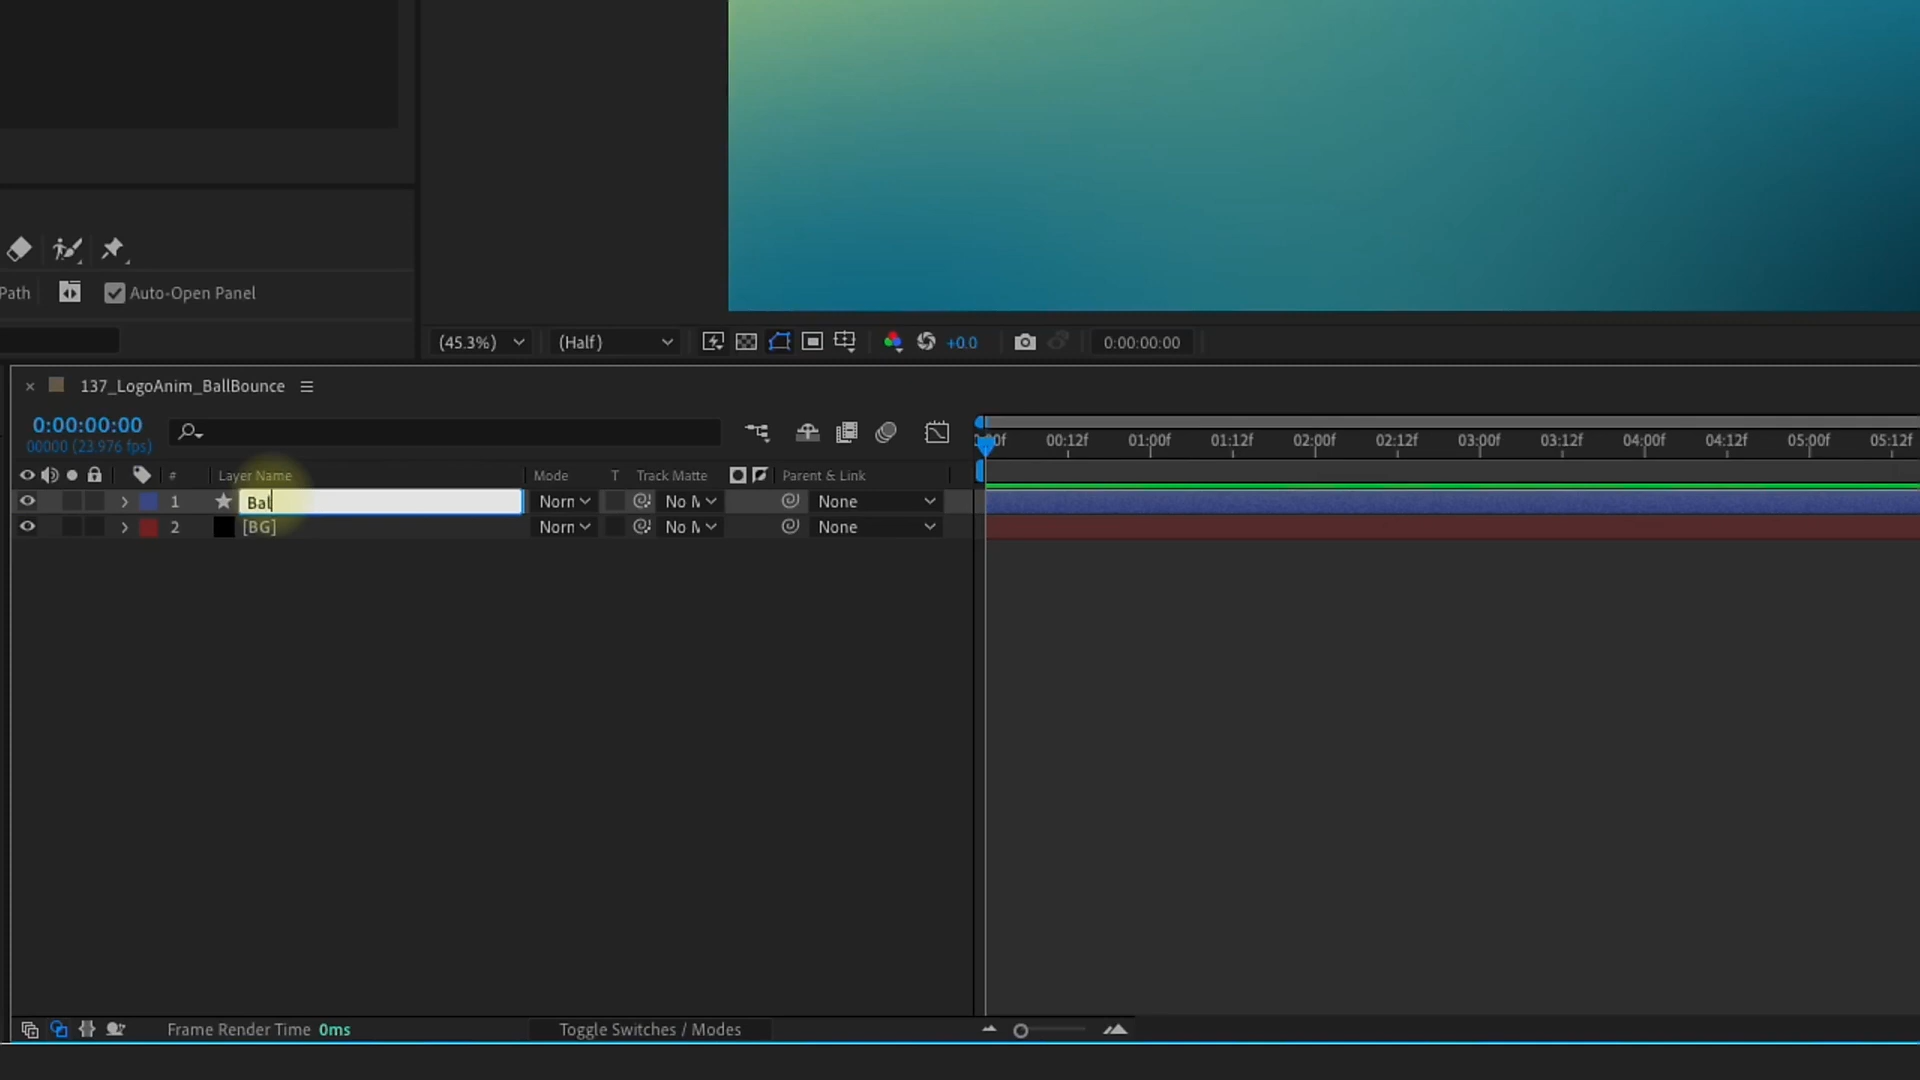 Path Auto-Open Panel
(45.3%) (Half) +0.0 0:00:00:00
137_LogoAnim_BallBounce
0:00:00:00
00000 (23.976 fps)
00:12f 01:00f 01:12f 02:00f 02:12f 03:00f 03:12f 04:00f 04:12f 05:00f 05:12f
# Layer Name Mode T Track Matte Parent & Link
1 Bal Norn No M None
2 [BG] Norn No M None
Frame Render Time 0ms Toggle Switches / Modes